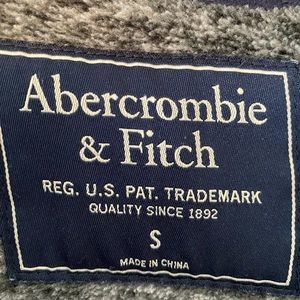 Abercrombie
& Fitch
REG. U.S. PAT. TRADEMARK
QUALITY SINCE 1892
S
MADE IN CHINA